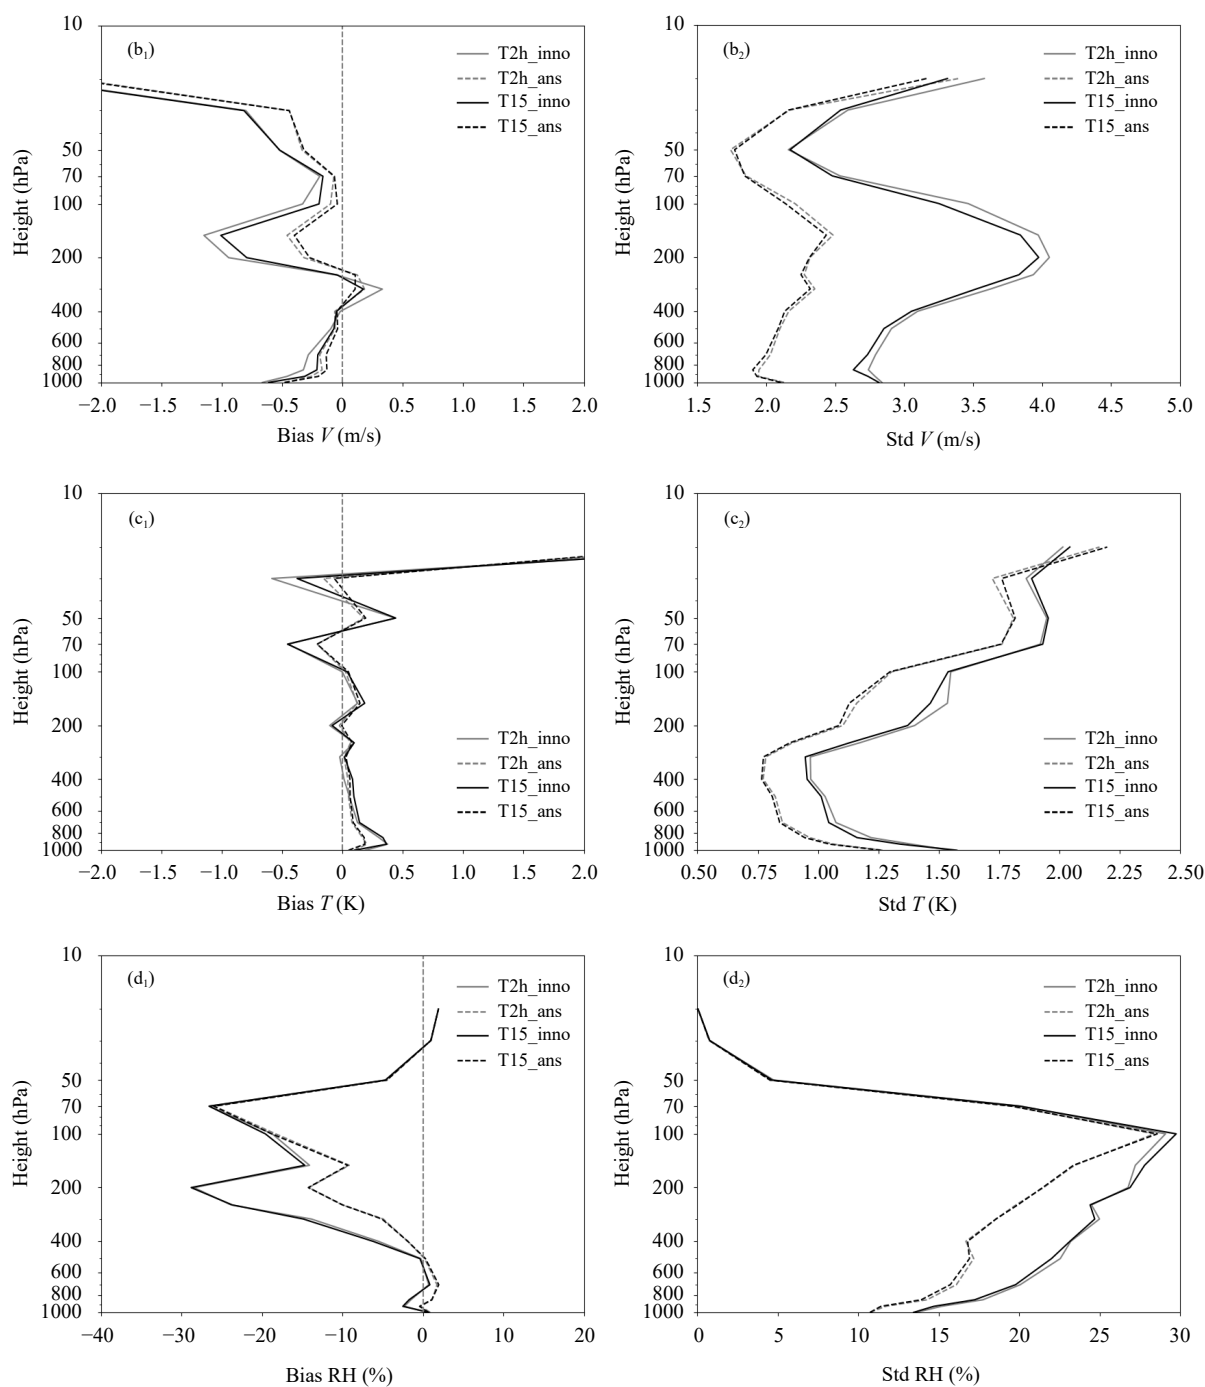 10
50
70
100
200
400
600
800
1000
Height (hPa)
(b1)
T2h_inno
T2h_ans
T15_inno
T15_ans
−2.0 −1.5 −1.0 −0.5 0 0.5 1.0 1.5 2.0
Bias V (m/s)
10
50
70
100
200
400
600
800
1000
Height (hPa)
(b2)
T2h_inno
T2h_ans
T15_inno
T15_ans
1.5 2.0 2.5 3.0 3.5 4.0 4.5 5.0
Std V (m/s)
10
50
70
100
200
400
600
800
1000
Height (hPa)
(c1)
T2h_inno
T2h_ans
T15_inno
T15_ans
−2.0 −1.5 −1.0 −0.5 0 0.5 1.0 1.5 2.0
Bias T (K)
10
50
70
100
200
400
600
800
1000
Height (hPa)
(c2)
T2h_inno
T2h_ans
T15_inno
T15_ans
0.50 0.75 1.00 1.25 1.50 1.75 2.00 2.25 2.50
Std T (K)
10
50
70
100
200
400
600
800
1000
Height (hPa)
(d1)
T2h_inno
T2h_ans
T15_inno
T15_ans
−40 −30 −20 −10 0 10 20
Bias RH (%)
10
50
70
100
200
400
600
800
1000
Height (hPa)
(d2)
T2h_inno
T2h_ans
T15_inno
T15_ans
0 5 10 15 20 25 30
Std RH (%)